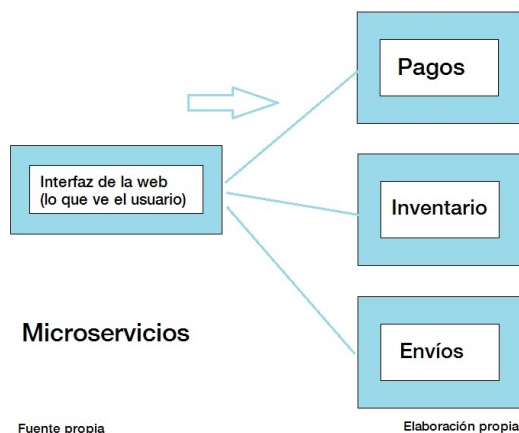 Pagos
Interfaz de la web
(lo que ve el usuario)
Inventario
Microservicios
Envíos
Fuente propia
Elaboración propia